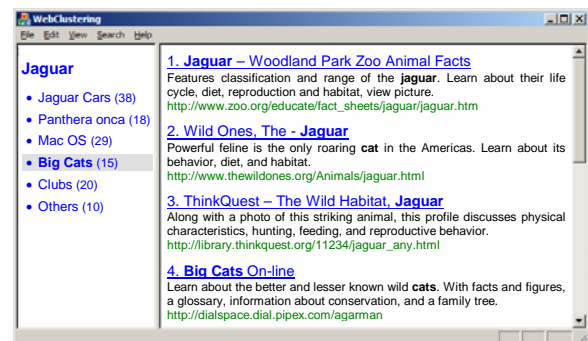 WebClustering
File Edit View Search Help
Jaguar
• Jaguar Cars (38)
• Panthera onca (18)
• Mac OS (29)
• Big Cats (15)
• Clubs (20)
• Others (10)
1. Jaguar – Woodland Park Zoo Animal Facts
Features classification and range of the jaguar. Learn about their life
cycle, diet, reproduction and habitat, view picture.
http://www.zoo.org/educate/fact_sheets/jaguar/jaguar.htm
2. Wild Ones, The - Jaguar
Powerful feline is the only roaring cat in the Americas. Learn about its
behavior, diet, and habitat.
http://www.thewildones.org/Animals/jaguar.html
3. ThinkQuest – The Wild Habitat, Jaguar
Along with a photo of this striking animal, this profile discusses physical
characteristics, hunting, feeding, and reproductive behavior.
http://library.thinkquest.org/11234/jaguar_any.html
4. Big Cats On-line
Learn about the better and lesser known wild cats. With facts and figures,
a glossary, information about conservation, and a family tree.
http://dialspace.dial.pipex.com/agarman